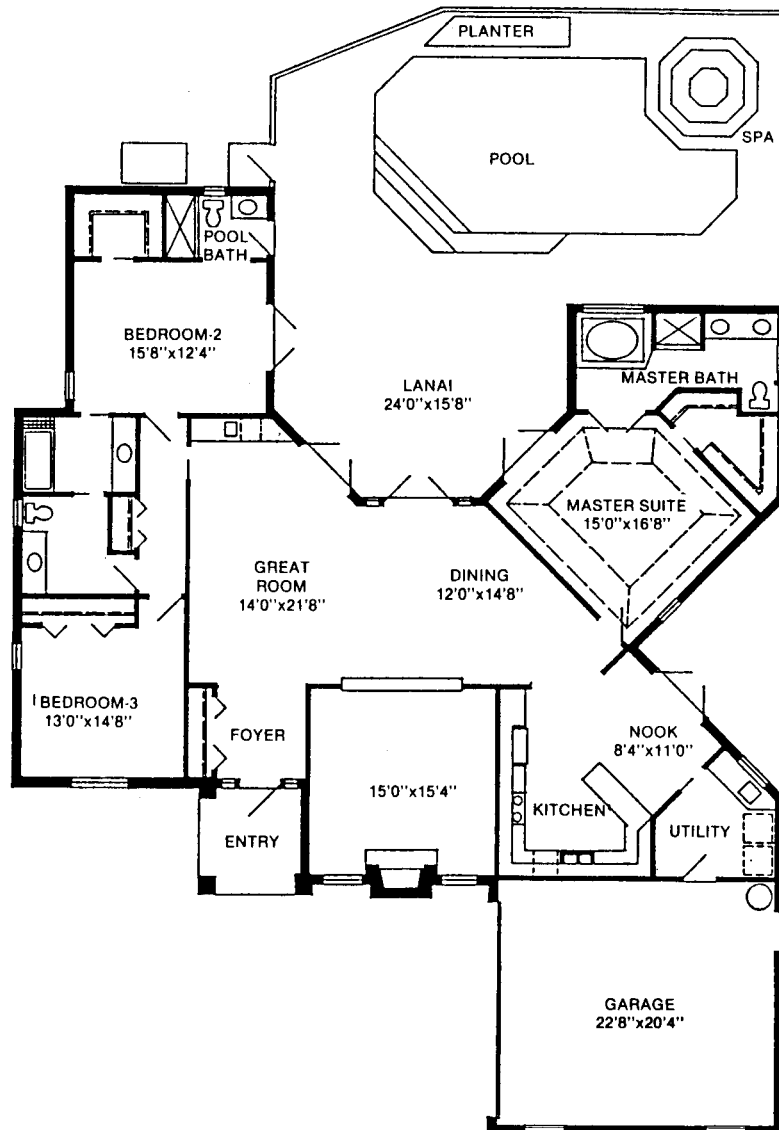 PLANTER
SPA
POOL
POOL
BATH
BEDROOM-2
15'8"x12'4"
LANAI
24'0"x15'8"
MASTER BATH
MASTER SUITE
15'0"x16'8"
GREAT
ROOM
14'0"x21'8"
DINING
12'0"x14'8"
BEDROOM-3
13'0"x14'8"
FOYER
NOOK
8'4"x11'0"
15'0"x15'4"
KITCHEN
UTILITY
ENTRY
GARAGE
22'8"x20'4"